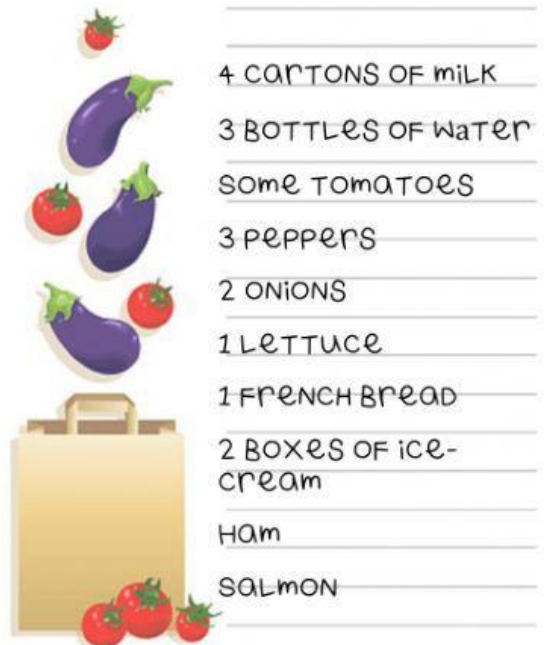 4 cartons of milk
3 bottles of water
some tomatoes
3 peppers
2 onions
1 lettuce
1 french bread
2 boxes of ice-
cream
ham
salmon